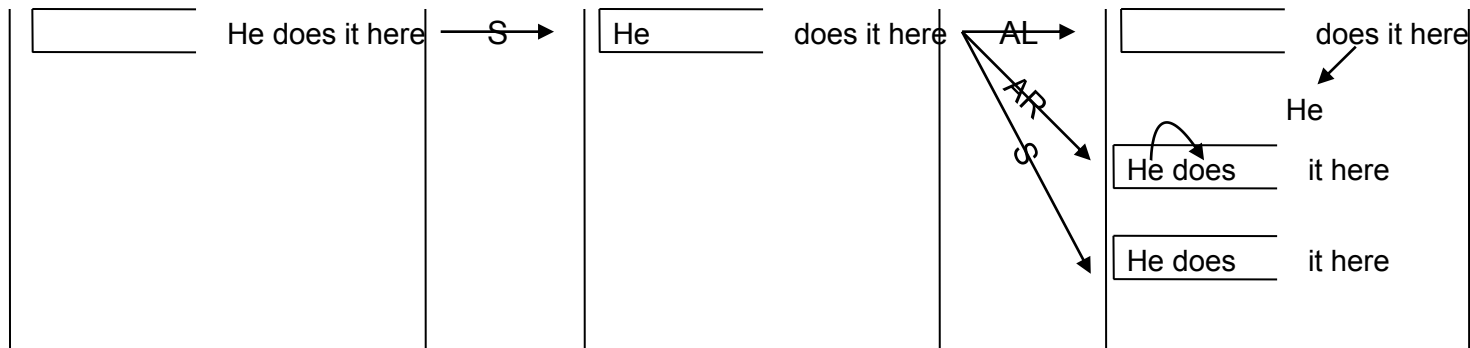 He does it here S He does it here AL does it here
AR He
S He does it here
He does it here